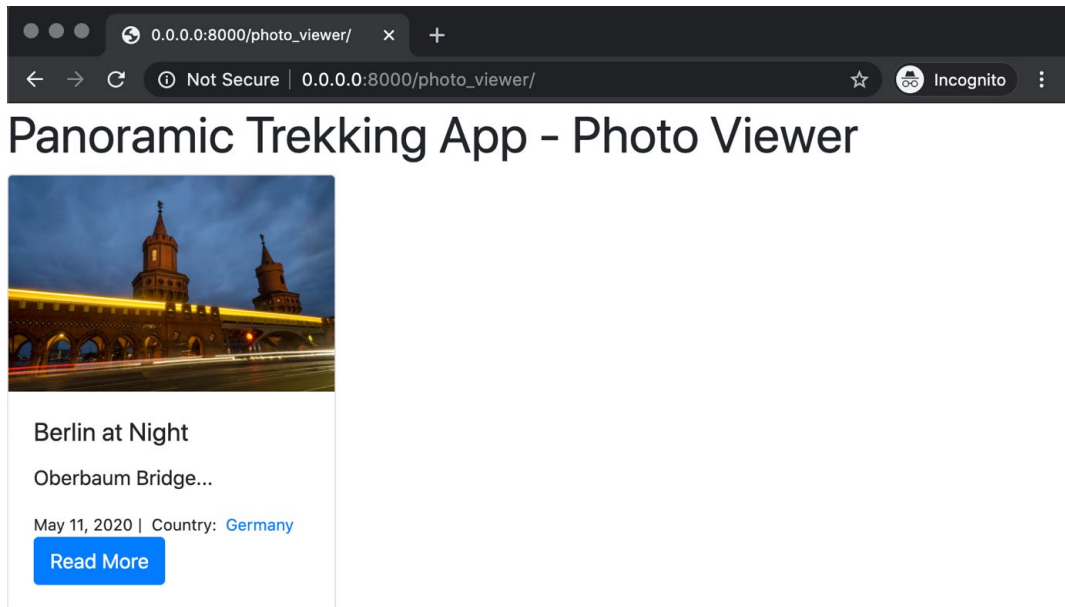 0.0.0.0:8000/photo_viewer/
Not Secure | 0.0.0.0:8000/photo_viewer/
Incognito
Panoramic Trekking App - Photo Viewer
Berlin at Night
Oberbaum Bridge...
May 11, 2020 | Country: Germany
Read More